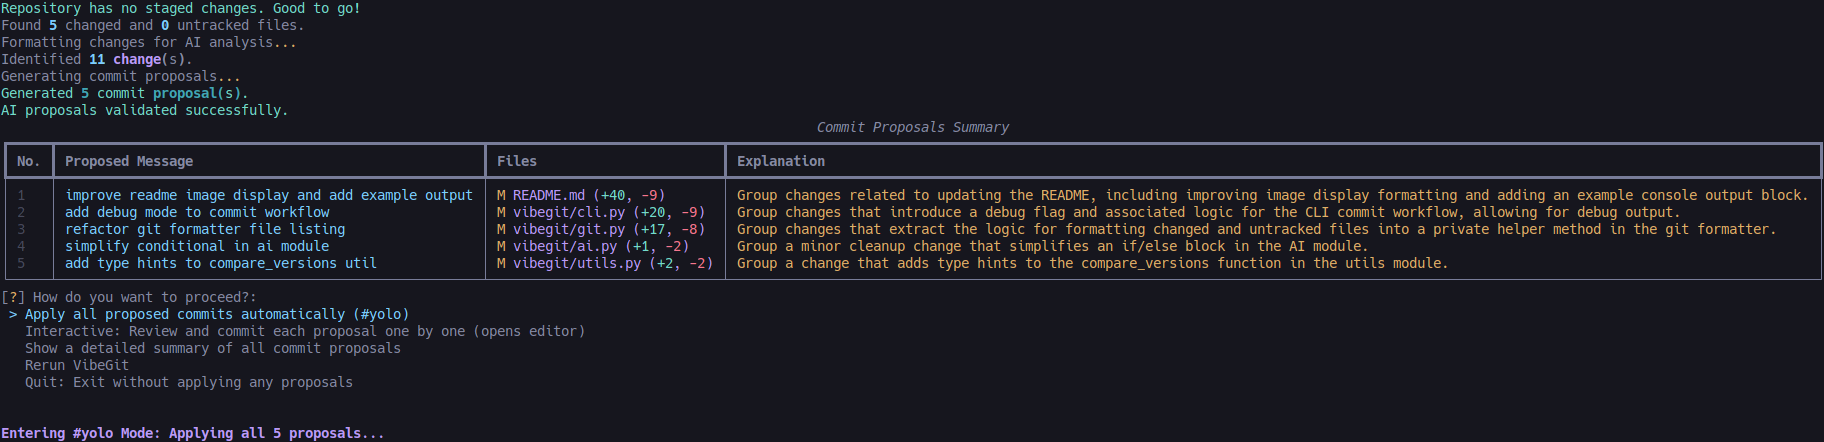 Repository has no staged changes. Good to go!
Found 5 changed and 0 untracked files.
Formatting changes for AI analysis...
Identified 11 change(s).
Generating commit proposals...
Generated 5 commit proposal(s).
AI proposals validated successfully.
Commit Proposals Summary
No. Proposed Message Files Explanation
1 improve readme image display and add example output M README.md (+40, -9) Group changes related to updating the README, including improving image display formatting and adding an example console output block.
2 add debug mode to commit workflow M vibegit/cli.py (+20, -9) Group changes that introduce a debug flag and associated logic for the CLI commit workflow, allowing for debug output.
3 refactor git formatter file listing M vibegit/git.py (+17, -8) Group changes that extract the logic for formatting changed and untracked files into a private helper method in the git formatter.
4 simplify conditional in ai module M vibegit/ai.py (+1, -2) Group a minor cleanup change that simplifies an if/else block in the AI module.
5 add type hints to compare_versions util M vibegit/utils.py (+2, -2) Group a change that adds type hints to the compare_versions function in the utils module.
[?] How do you want to proceed?:
> Apply all proposed commits automatically (#yolo)
Interactive: Review and commit each proposal one by one (opens editor)
Show a detailed summary of all commit proposals
Rerun VibeGit
Quit: Exit without applying any proposals
Entering #yolo Mode: Applying all 5 proposals...